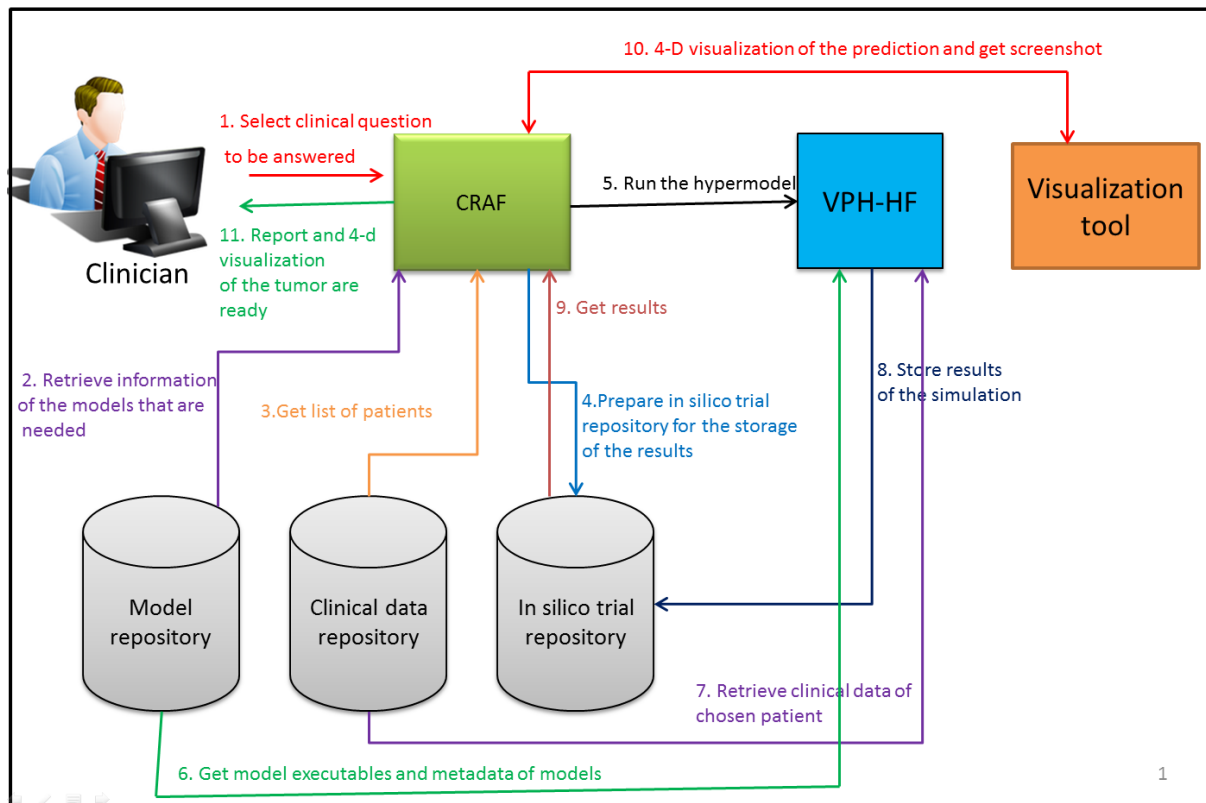 10. 4-D visualization of the prediction and get screenshot
1. Select clinical question
to be answered
CRAF
5. Run the hypermodel
VPH-HF
Visualization
tool
Clinician
11. Report and 4-d
visualization
of the tumor are
ready
9. Get results
2. Retrieve information
of the models that are
needed
3.Get list of patients
4.Prepare in silico trial
repository for the storage
of the results
8. Store results
of the simulation
Model
repository
Clinical data
repository
In silico trial
repository
7. Retrieve clinical data of
chosen patient
6. Get model executables and metadata of models
1